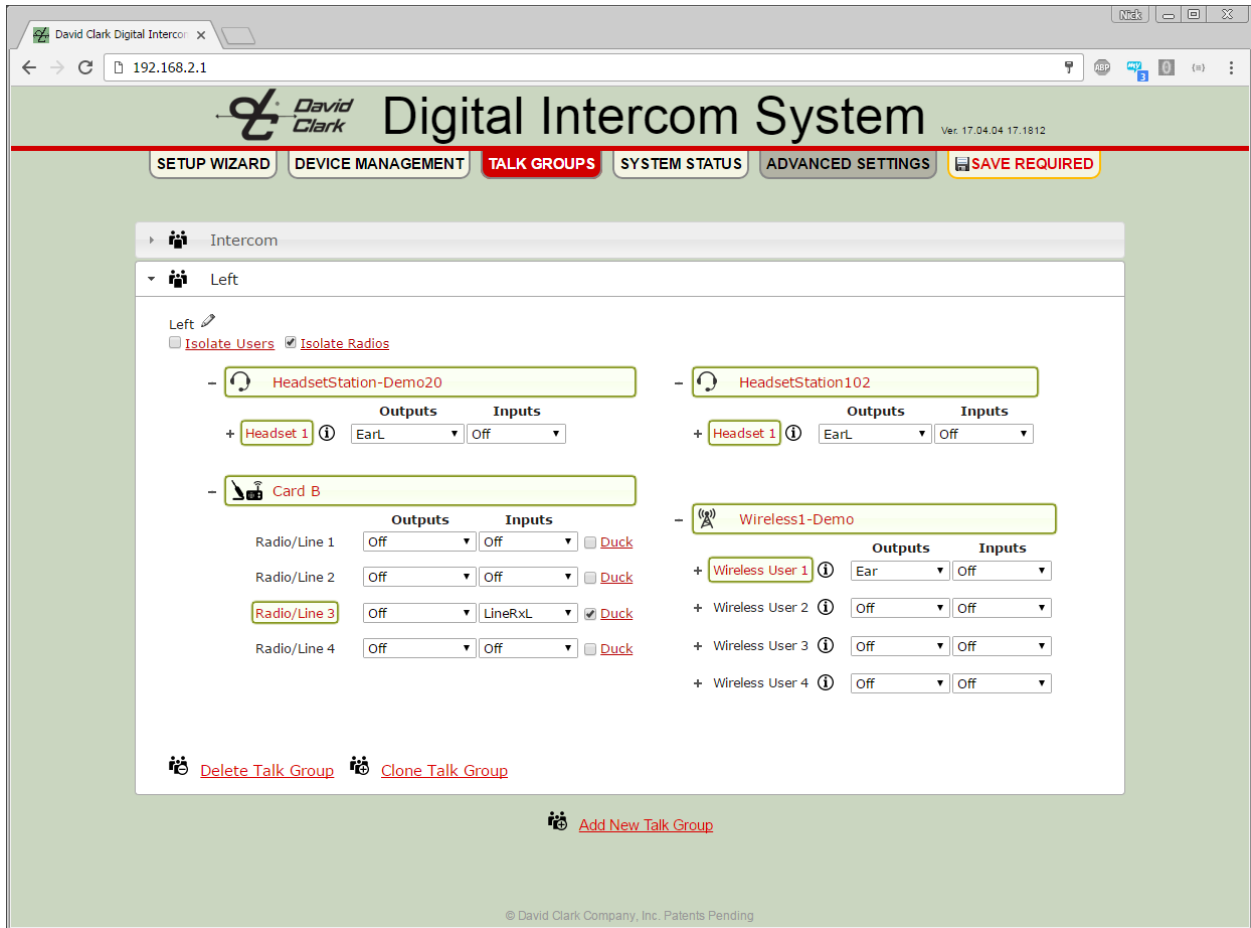 Nick
David Clark Digital Intercor
192.168.2.1
ABP
3
David Clark
Digital Intercom System
Ver. 17.04.04 17.1812
SETUP WIZARD DEVICE MANAGEMENT TALK GROUPS SYSTEM STATUS ADVANCED SETTINGS SAVE REQUIRED
Intercom
Left
Left
Isolate Users Isolate Radios
HeadsetStation-Demo20
Outputs Inputs
+ Headset 1 EarL Off
HeadsetStation102
Outputs Inputs
+ Headset 1 EarL Off
Card B
Outputs Inputs
Radio/Line 1 Off Off Duck
Radio/Line 2 Off Off Duck
Radio/Line 3 Off LineRxL Duck
Radio/Line 4 Off Off Duck
Wireless1-Demo
Outputs Inputs
+ Wireless User 1 Ear Off
+ Wireless User 2 Off Off
+ Wireless User 3 Off Off
+ Wireless User 4 Off Off
Delete Talk Group Clone Talk Group
Add New Talk Group
© David Clark Company, Inc. Patents Pending